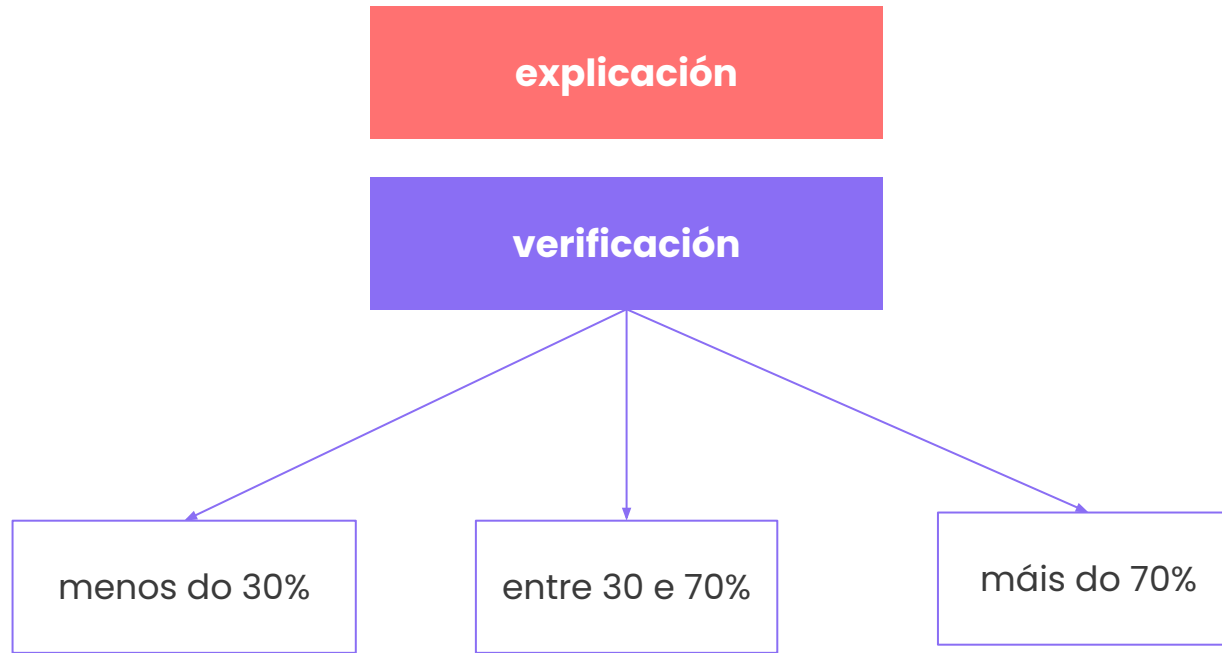 explicación
verificación
menos do 30%
entre 30 e 70%
máis do 70%